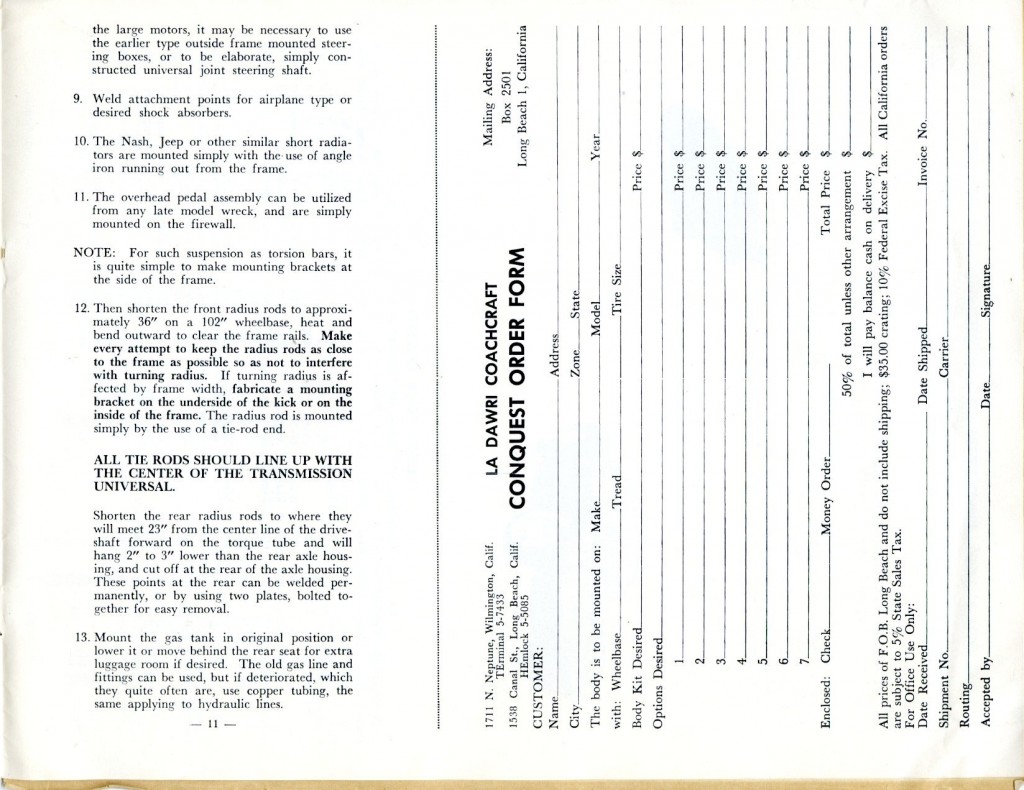 the large motors, it may be necessary to use
the earlier type outside frame mounted steer-
ing boxes, or to be elaborate, simply con-
structed universal joint steering shaft.
9. Weld attachment points for airplane type or
desired shock absorbers.
10. The Nash, Jeep or other similar short radia-
tors are mounted simply with the use of angle
iron running out from the frame.
11. The overhead pedal assembly can be utilized
from any late model wreck, and are simply
mounted on the firewall.
NOTE: For such suspension as torsion bars, it
is quite simple to make mounting brackets at
the side of the frame.
12. Then shorten the front radius rods to approxi-
mately 36″ on a 102″ wheelbase, heat and
bend outward to clear the frame rails. Make
every attempt to keep the radius rods as close
to the frame as possible so as not to interfere
with turning radius. If turning radius is af-
fected by frame width, fabricate a mounting
bracket on the underside of the kick or on the
inside of the frame. The radius rod is mounted
simply by the use of a tie-rod end.
ALL TIE RODS SHOULD LINE UP WITH
THE CENTER OF THE TRANSMISSION
UNIVERSAL.
Shorten the rear radius rods to where they
will meet 23″ from the center line of the drive-
shaft forward on the torque tube and will
hang 2″ to 3″ lower than the rear axle hous-
ing, and cut off at the rear of the axle housing.
These points at the rear can be welded per-
manently, or by using two plates, bolted to-
gether for easy removal.
13. Mount the gas tank in original position or
lower it or move behind the rear seat for extra
luggage room if desired. The old gas line and
fittings can be used, but if deteriorated, which
they quite often are, use copper tubing, the
same applying to hydraulic lines.
— 11 —
1711 N. Neptune, Wilmington, Calif.
TErminal 5-7433
1538 Canal St., Long Beach, Calif.
HEmlock 5-5085
LA DAWRI COACHCRAFT
CONQUEST ORDER FORM
Mailing Address:
Box 2501
Long Beach 1, California
CUSTOMER:
Name Address
City Zone State
The body is to be mounted on: Make Model Year
with: Wheelbase Tread Tire Size
Body Kit Desired Price $
Options Desired
1. Price $
2. Price $
3. Price $
4. Price $
5. Price $
6. Price $
7. Price $
Enclosed: Check Money Order Total Price $
50% of total unless other arrangement $
I will pay balance cash on delivery $
All prices of F.O.B. Long Beach and do not include shipping; $35.00 crating; 10% Federal Excise Tax. All California orders
are subject to 5% State Sales Tax.
For Office Use Only:
Date Received Date Shipped Invoice No.
Shipment No. Carrier
Routing
Accepted by Date Signature